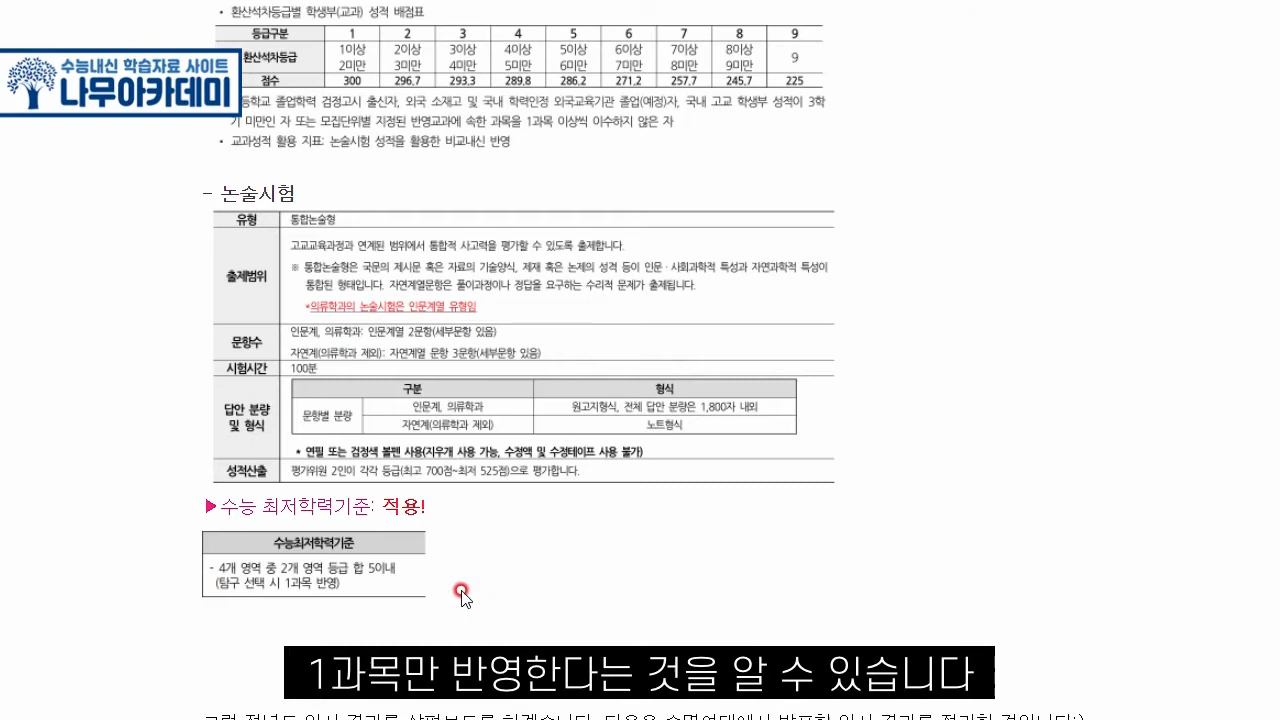 • 환산석차등급별 학생부(교과) 성적 배점표
등급구분 1 2 3 4 5 6 7 8 9
환산석차등급 1이상 2미만 2이상 3미만 3이상 4미만 4이상 5미만 5이상 6미만 6이상 7미만 7이상 8미만 8이상 9미만 9
점수 300 296.7 293.3 289.8 286.2 271.2 257.7 245.7 225
수능내신 학습자료 사이트
나무아카데미
등학교 졸업학력 검정고시 출신자, 외국 소재고 및 국내 학력인정 외국교육기관 졸업(예정)자, 국내 고교 학생부 성적이 3학
기 미만인 자 또는 모집단위별 지정된 반영교과에 속한 과목을 1과목 이상씩 이수하지 않은 자
• 교과성적 활용 지표: 논술시험 성적을 활용한 비교내신 반영
- 논술시험
유형 통합논술형
출제범위 고교교육과정과 연계된 범위에서 통합적 사고력을 평가할 수 있도록 출제합니다.
※ 통합논술형은 국문의 제시문 혹은 자료의 기술양식, 제재 혹은 논제의 성격 등이 인문·사회과학적 특성과 자연과학적 특성이
통합된 형태입니다. 자연계열문항은 풀이과정이나 정답을 요구하는 수리적 문제가 출제됩니다.
*의류학과의 논술시험은 인문계열 유형임
문항수 인문계, 의류학과: 인문계열 2문항(세부문항 있음)
자연계(의류학과 제외): 자연계열 문항 3문항(세부문항 있음)
시험시간 100분
답안 분량 및 형식 구분 형식
문항별 분량 인문계, 의류학과 원고지형식, 전체 답안 분량은 1,800자 내외
자연계(의류학과 제외) 노트형식
* 연필 또는 검정색 볼펜 사용(지우개 사용 가능, 수정액 및 수정테이프 사용 불가)
성적산출 평가위원 2인이 각각 등급(최고 700점~최저 525점)으로 평가합니다.
▶수능 최저학력기준: 적용!
수능최저학력기준
- 4개 영역 중 2개 영역 등급 합 5이내
(탐구 선택 시 1과목 반영)
1과목만 반영한다는 것을 알 수 있습니다